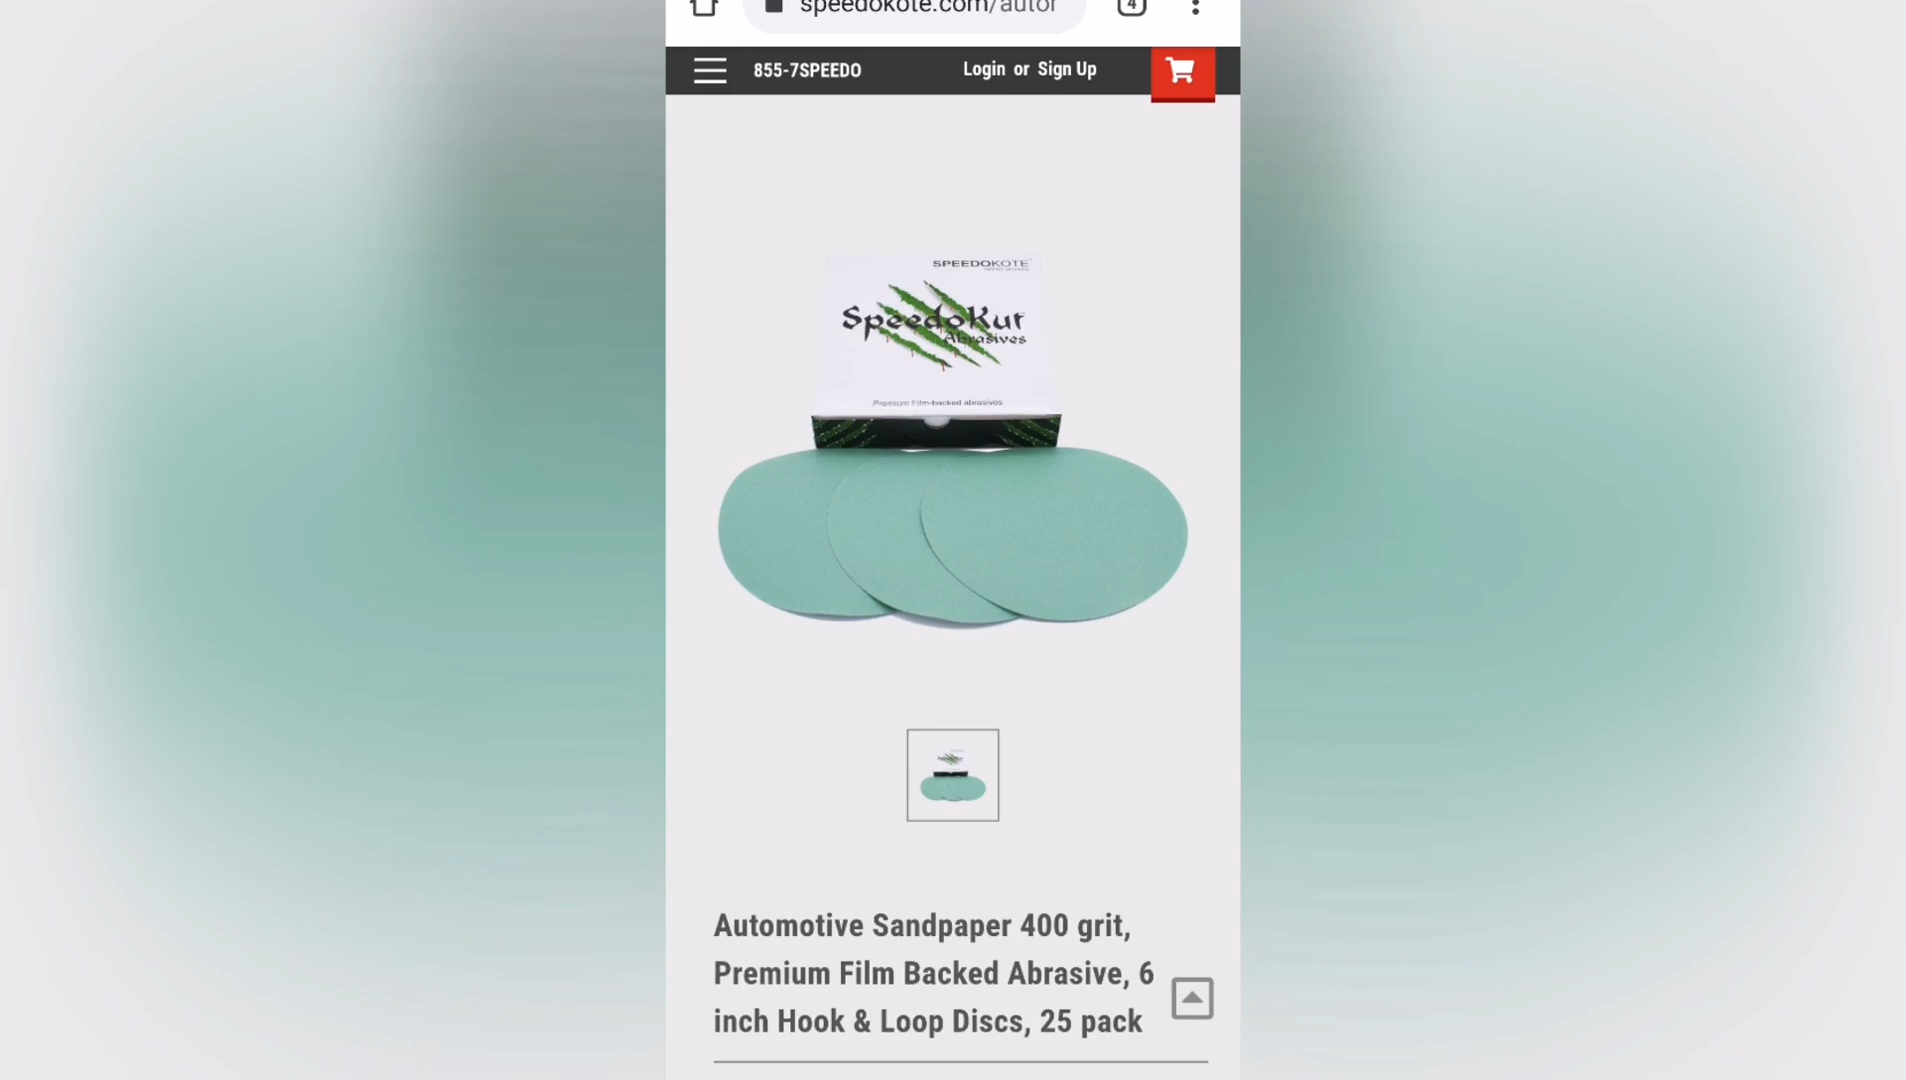 speedokote.com/autor
4
855-7SPEEDO
Login or Sign Up
SPEEDOKOTE
SpeedoKut
Abrasives
Premium Film-backed abrasives
Automotive Sandpaper 400 grit,
Premium Film Backed Abrasive, 6
inch Hook & Loop Discs, 25 pack